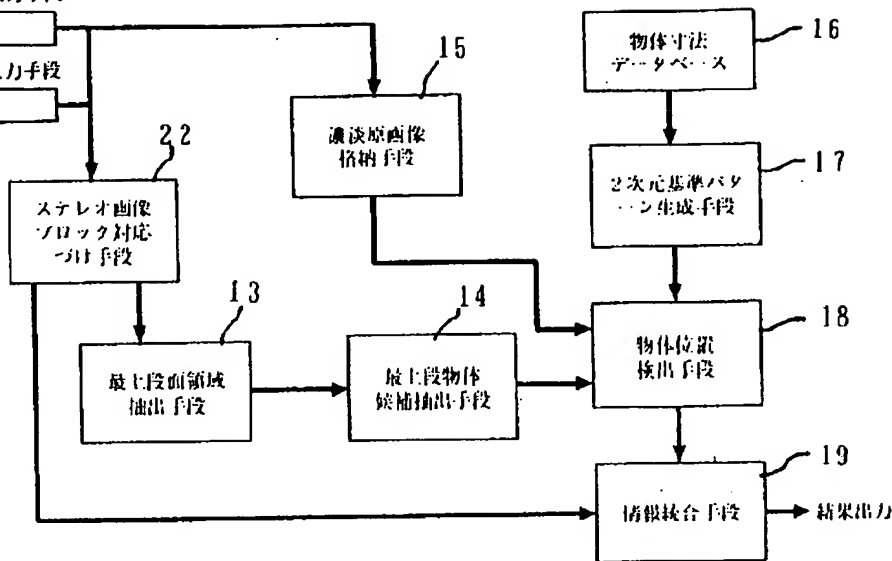 力手段
15
16
物体寸法
データベース
濃淡原画像
格納手段
22
ステレオ画像
ブロック対応
づけ手段
17
2次元基準パタ
ーン生成手段
13
最上段面領域
抽出手段
14
最上段物体
候補抽出手段
18
物体位置
検出手段
19
情報統合手段
結果出力